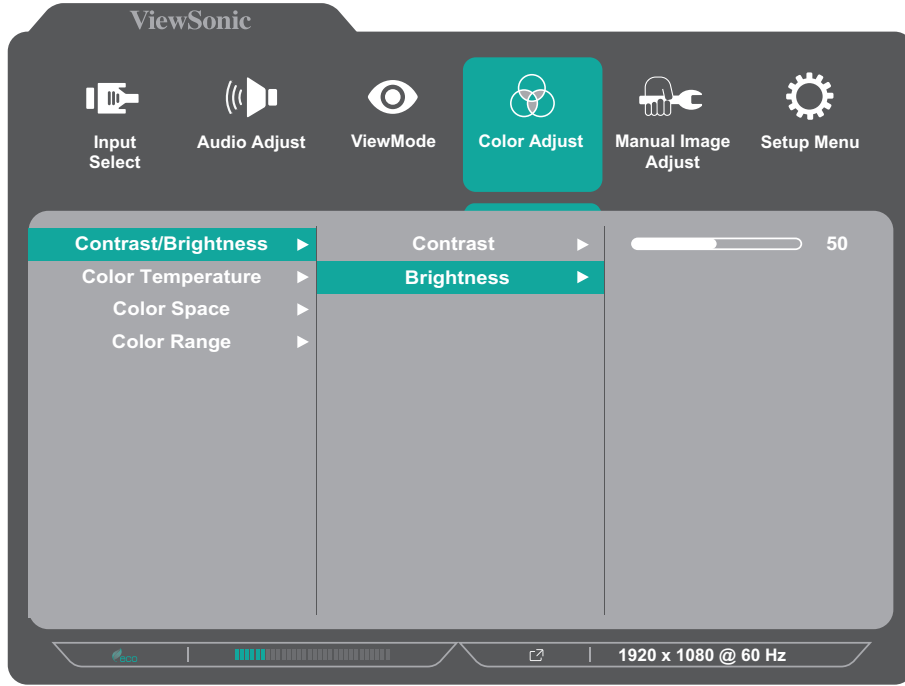 ViewSonic
Input Select
Audio Adjust
ViewMode
Color Adjust
Manual Image Adjust
Setup Menu
Contrast/Brightness
Contrast
50
Color Temperature
Brightness
Color Space
Color Range
eco
1920 x 1080 @ 60 Hz